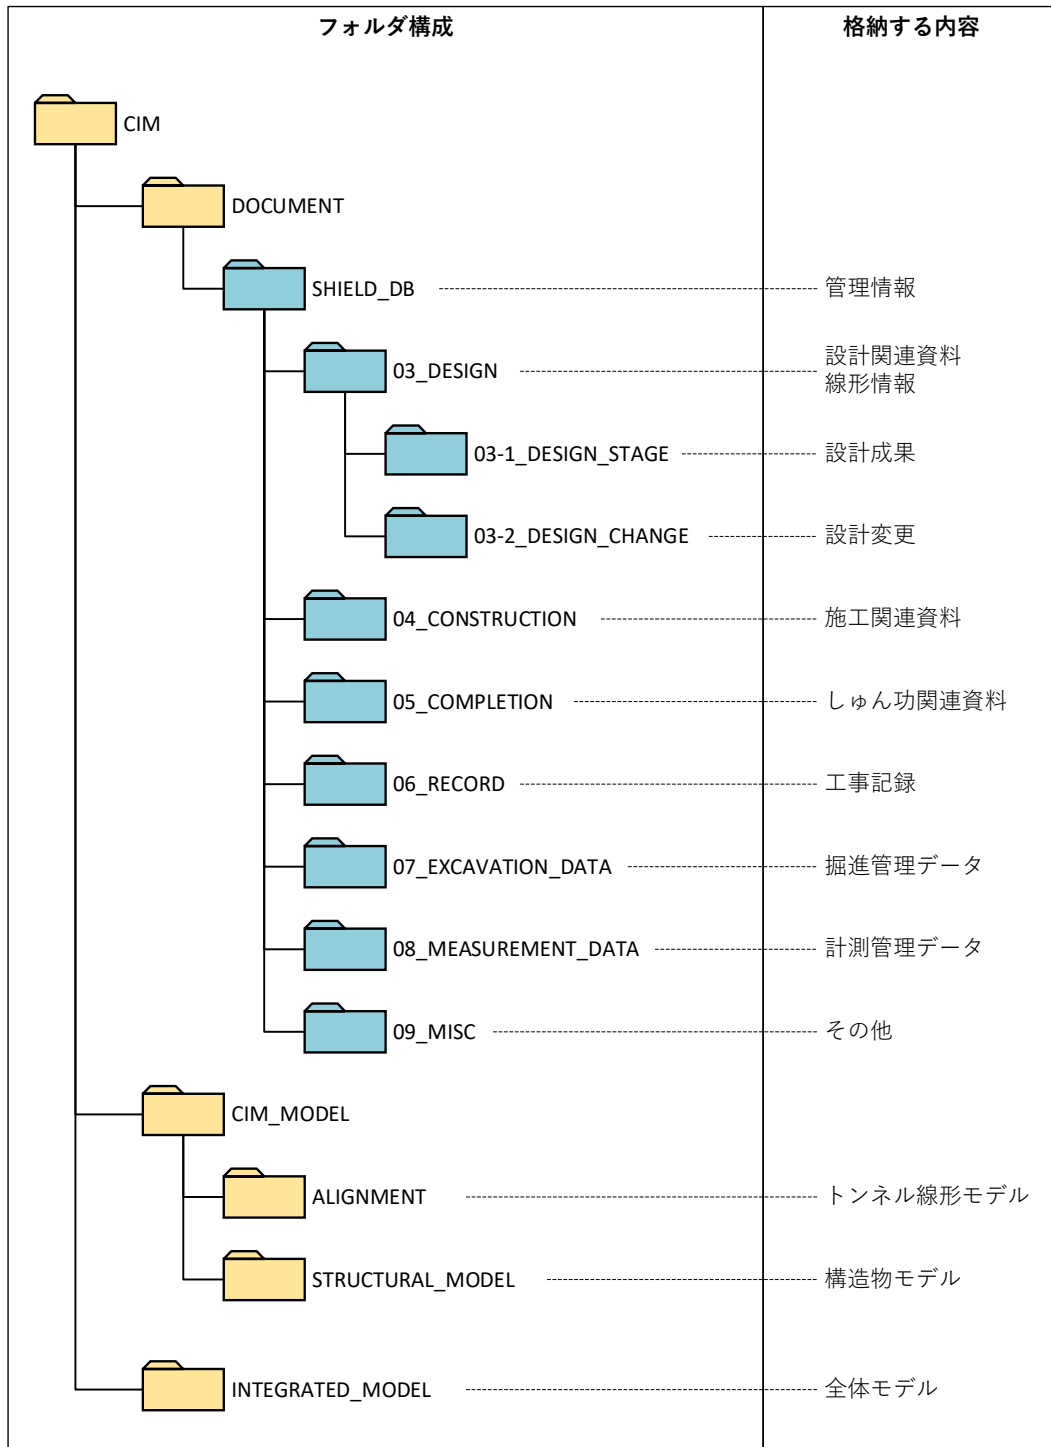 フォルダ構成
格納する内容
CIM
DOCUMENT
SHIELD_DB
管理情報
03_DESIGN
設計関連資料
線形情報
03-1_DESIGN_STAGE
設計成果
03-2_DESIGN_CHANGE
設計変更
04_CONSTRUCTION
施工関連資料
05_COMPLETION
しゅん功関連資料
06_RECORD
工事記録
07_EXCAVATION_DATA
掘進管理データ
08_MEASUREMENT_DATA
計測管理データ
09_MISC
その他
CIM_MODEL
ALIGNMENT
トンネル線形モデル
STRUCTURAL_MODEL
構造物モデル
INTEGRATED_MODEL
全体モデル